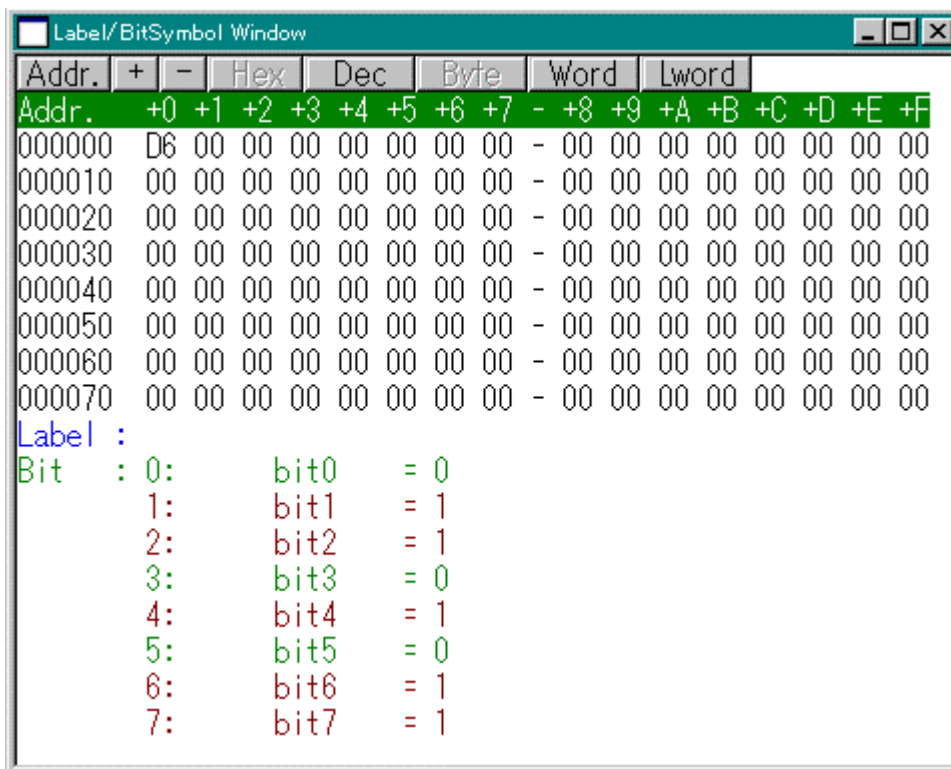 Label/BitSymbol Window
Addr. + - Hex Dec Byte Word Lword
Addr. +0 +1 +2 +3 +4 +5 +6 +7 - +8 +9 +A +B +C +D +E +F
000000 D6 00 00 00 00 00 00 00 - 00 00 00 00 00 00 00 00
000010 00 00 00 00 00 00 00 00 - 00 00 00 00 00 00 00 00
000020 00 00 00 00 00 00 00 00 - 00 00 00 00 00 00 00 00
000030 00 00 00 00 00 00 00 00 - 00 00 00 00 00 00 00 00
000040 00 00 00 00 00 00 00 00 - 00 00 00 00 00 00 00 00
000050 00 00 00 00 00 00 00 00 - 00 00 00 00 00 00 00 00
000060 00 00 00 00 00 00 00 00 - 00 00 00 00 00 00 00 00
000070 00 00 00 00 00 00 00 00 - 00 00 00 00 00 00 00 00
Label :
Bit : 0: bit0 = 0
1: bit1 = 1
2: bit2 = 1
3: bit3 = 0
4: bit4 = 1
5: bit5 = 0
6: bit6 = 1
7: bit7 = 1